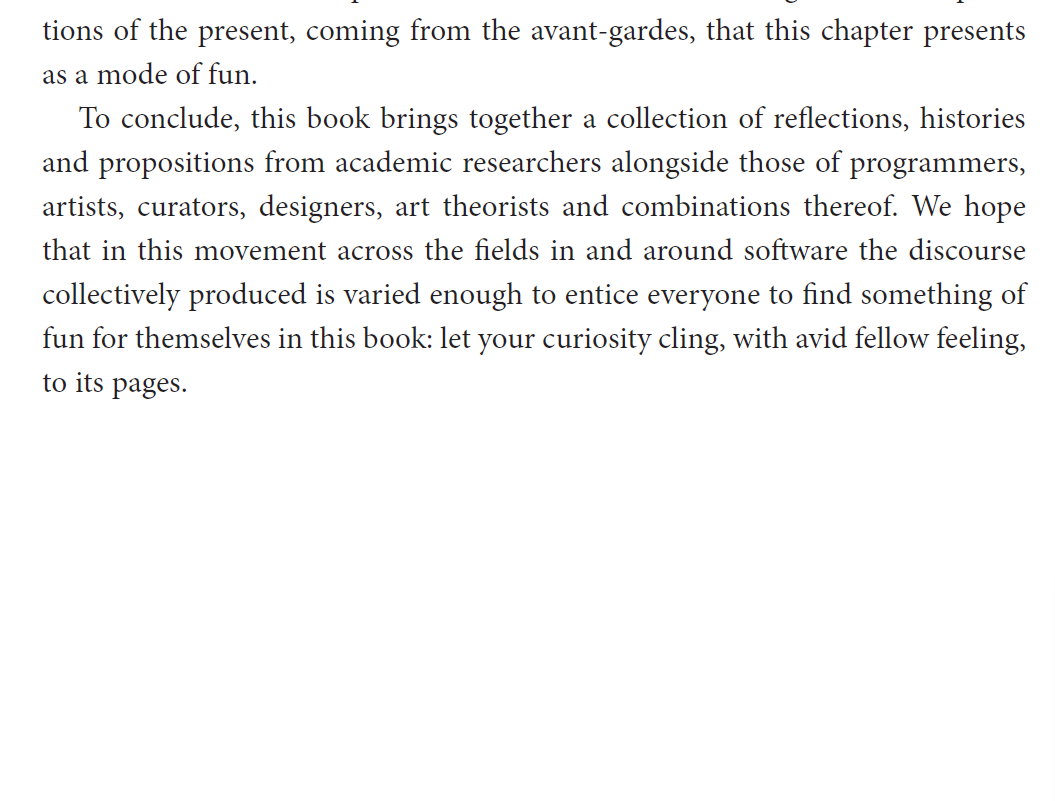 tions of the present, coming from the avant-gardes, that this chapter presents
as a mode of fun.
To conclude, this book brings together a collection of reflections, histories
and propositions from academic researchers alongside those of programmers,
artists, curators, designers, art theorists and combinations thereof. We hope
that in this movement across the fields in and around software the discourse
collectively produced is varied enough to entice everyone to find something of
fun for themselves in this book: let your curiosity cling, with avid fellow feeling,
to its pages.